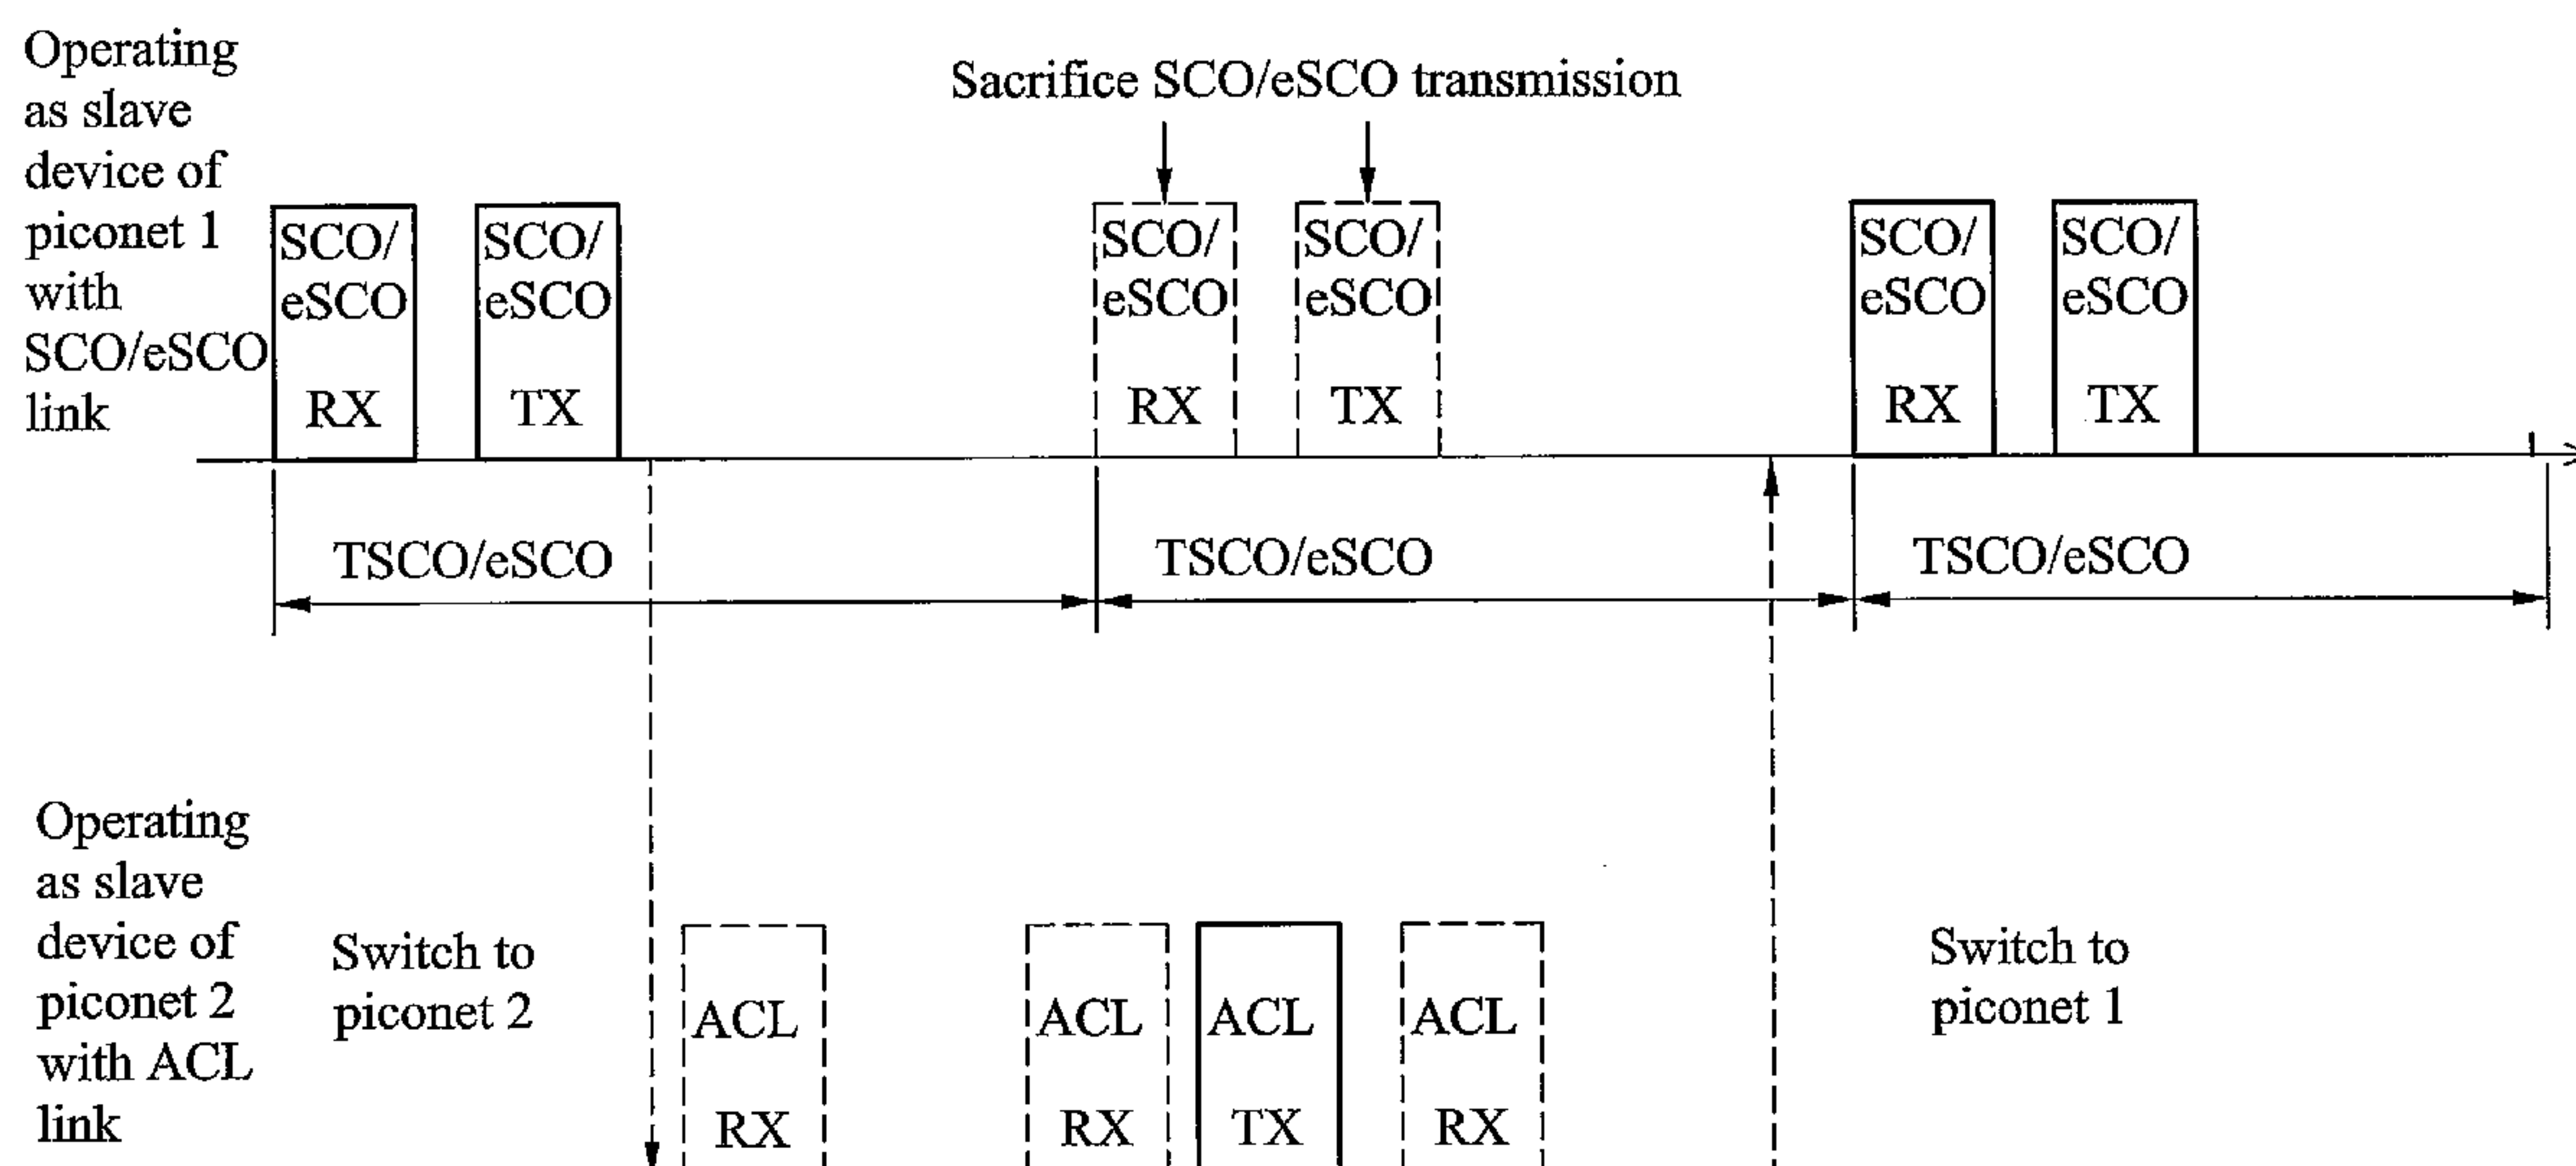 Operating
as slave
device of
piconet 1
with
SCO/eSCO
link
Sacrifice SCO/eSCO transmission
SCO/
eSCO
RX
SCO/
eSCO
TX
SCO/
eSCO
RX
SCO/
eSCO
TX
SCO/
eSCO
RX
SCO/
eSCO
TX
TSCO/eSCO
TSCO/eSCO
TSCO/eSCO
Operating
as slave
device of
piconet 2
with ACL
link
Switch to
piconet 2
ACL
RX
ACL
RX
ACL
TX
ACL
RX
Switch to
piconet 1